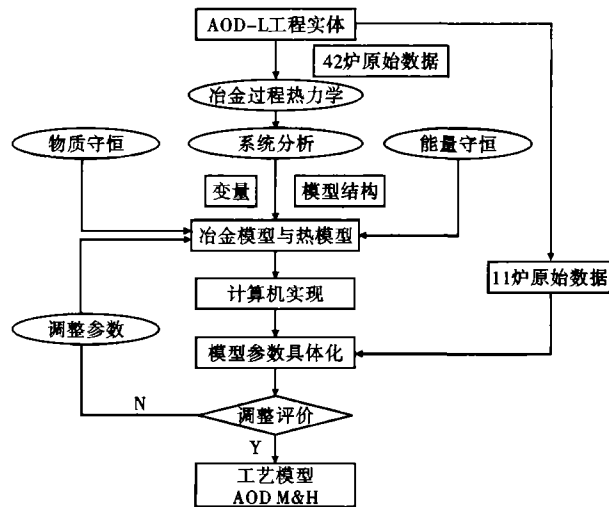 AOD-L工程实体
42炉原始数据
冶金过程热力学
物质守恒
系统分析
能量守恒
变量
模型结构
冶金模型与热模型
计算机实现
11炉原始数据
调整参数
模型参数具体化
N
调整评价
Y
工艺模型
AOD M&H